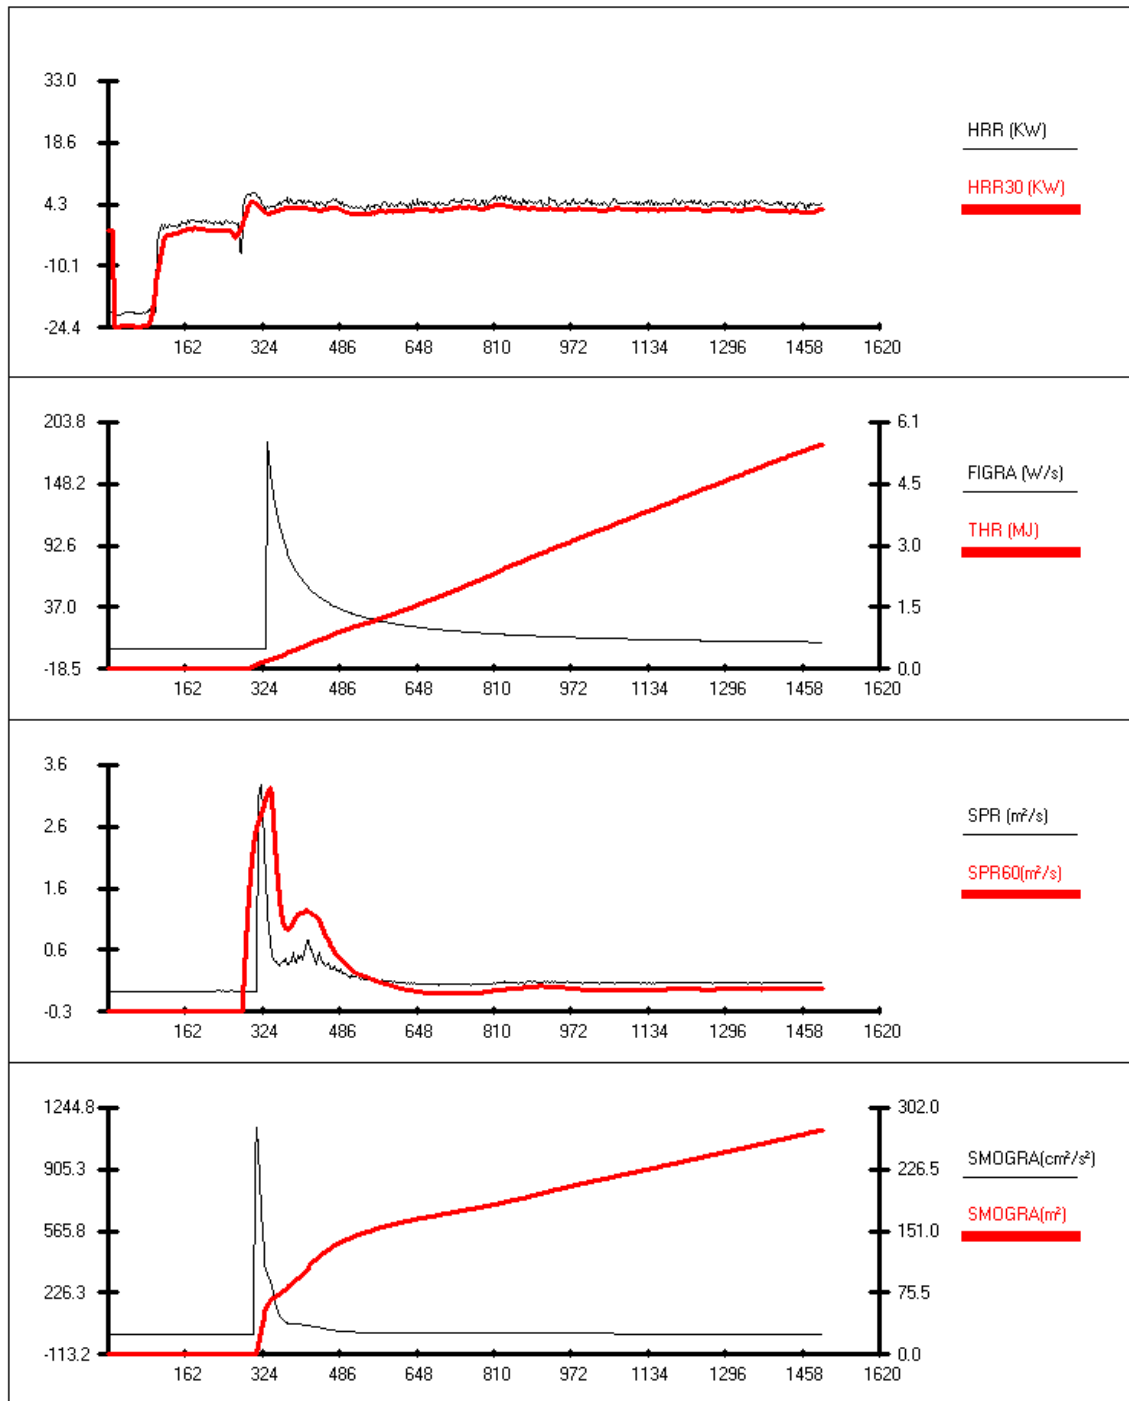 33.0
18.6
4.3
-10.1
-24.4
162 324 486 648 810 972 1134 1296 1458 1620
HRR (KW)
HRR30 (KW)
203.8 6.1
148.2 4.5
92.6 3.0
37.0 1.5
-18.5 0.0
162 324 486 648 810 972 1134 1296 1458 1620
FIGRA (W/s)
THR (MJ)
3.6
2.6
1.6
0.6
-0.3
162 324 486 648 810 972 1134 1296 1458 1620
SPR (m²/s)
SPR60(m²/s)
1244.8 302.0
905.3 226.5
565.8 151.0
226.3 75.5
-113.2 0.0
162 324 486 648 810 972 1134 1296 1458 1620
SMOGRA(cm²/s²)
SMOGRA(m²)